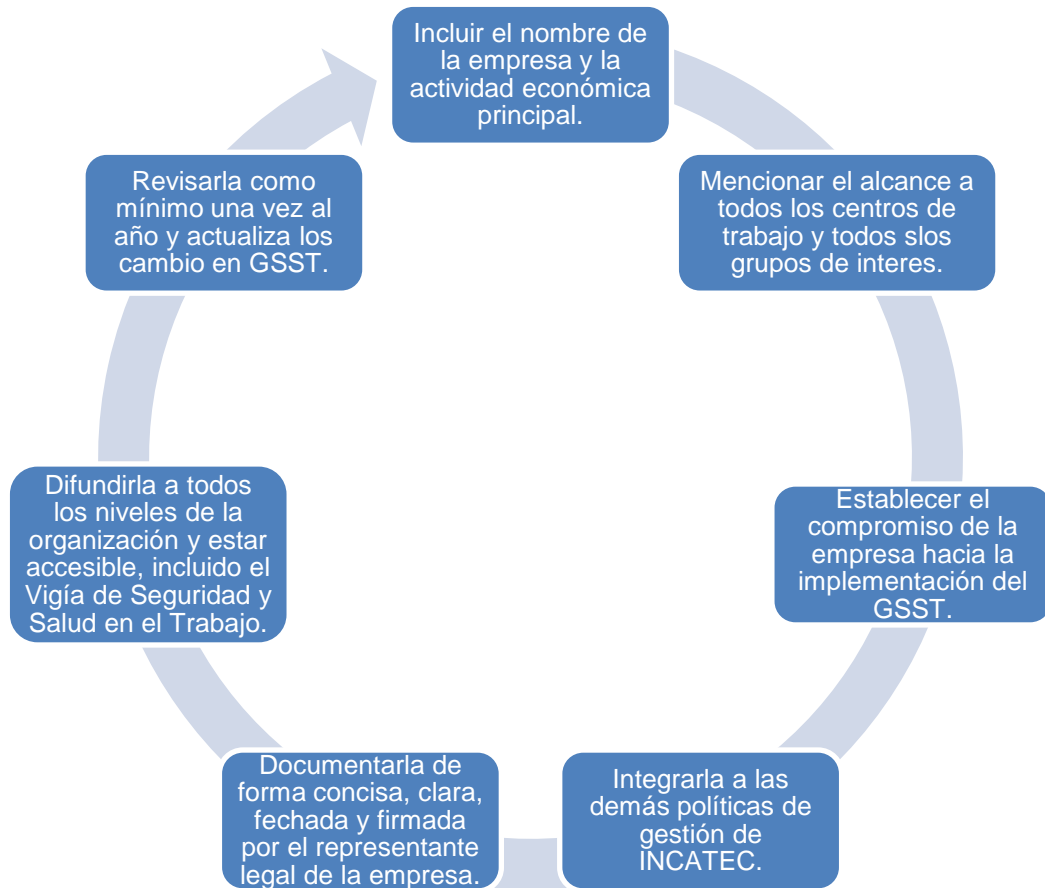 Incluir el nombre de
la empresa y la
actividad económica
principal.
Mencionar el alcance a
todos los centros de
trabajo y todos slos
grupos de interes.
Establecer el
compromiso de la
empresa hacia la
implementación del
GSST.
Integrarla a las
demás políticas de
gestión de
INCATEC.
Documentarla de
forma concisa, clara,
fechada y firmada
por el representante
legal de la empresa.
Difundirla a todos
los niveles de la
organización y estar
accesible, incluido el
Vigía de Seguridad y
Salud en el Trabajo.
Revisarla como
mínimo una vez al
año y actualiza los
cambio en GSST.